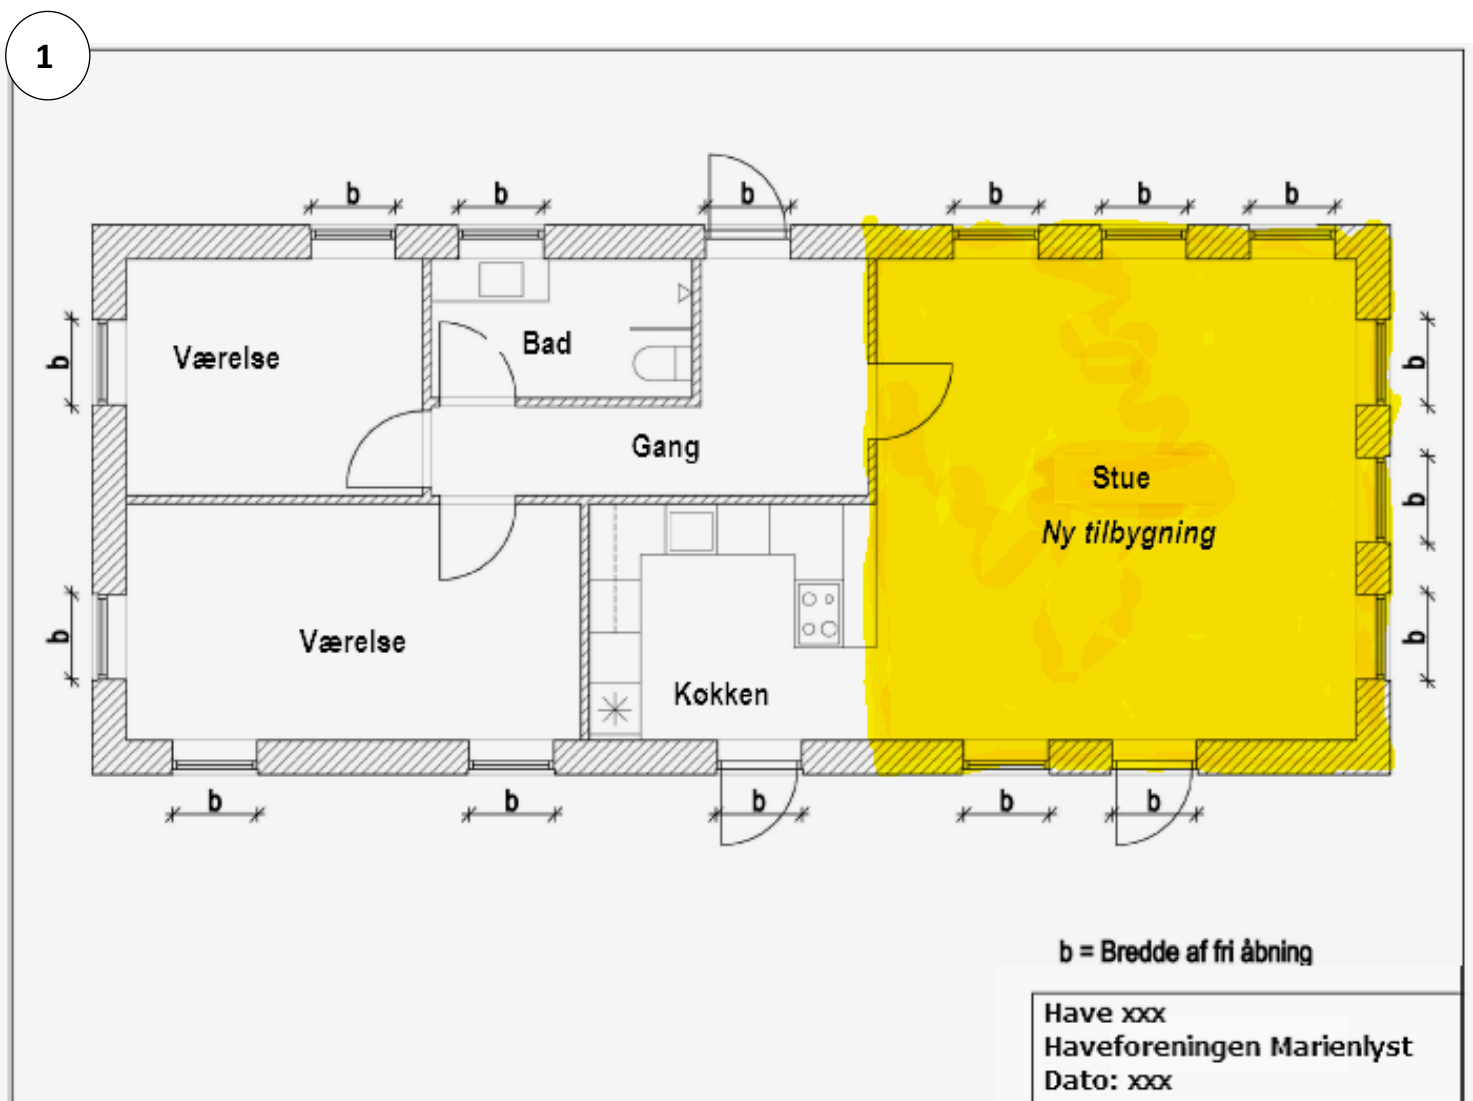 1
b
b
b
b
b
b
Værelse
Bad
b
b
Gang
Stue
b
Ny tilbygning
b
b
Værelse
Køkken
b
b
b
b
b
b = Bredde af fri åbning
Have xxx
Haveforeningen Marienlyst
Dato: xxx